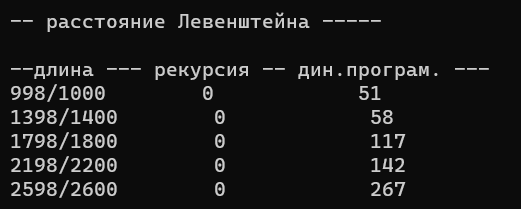 -- расстояние Левенштейна -----
--длина --- рекурсия -- дин.програм. ---
998/1000 0 51
1398/1400 0 58
1798/1800 0 117
2198/2200 0 142
2598/2600 0 267